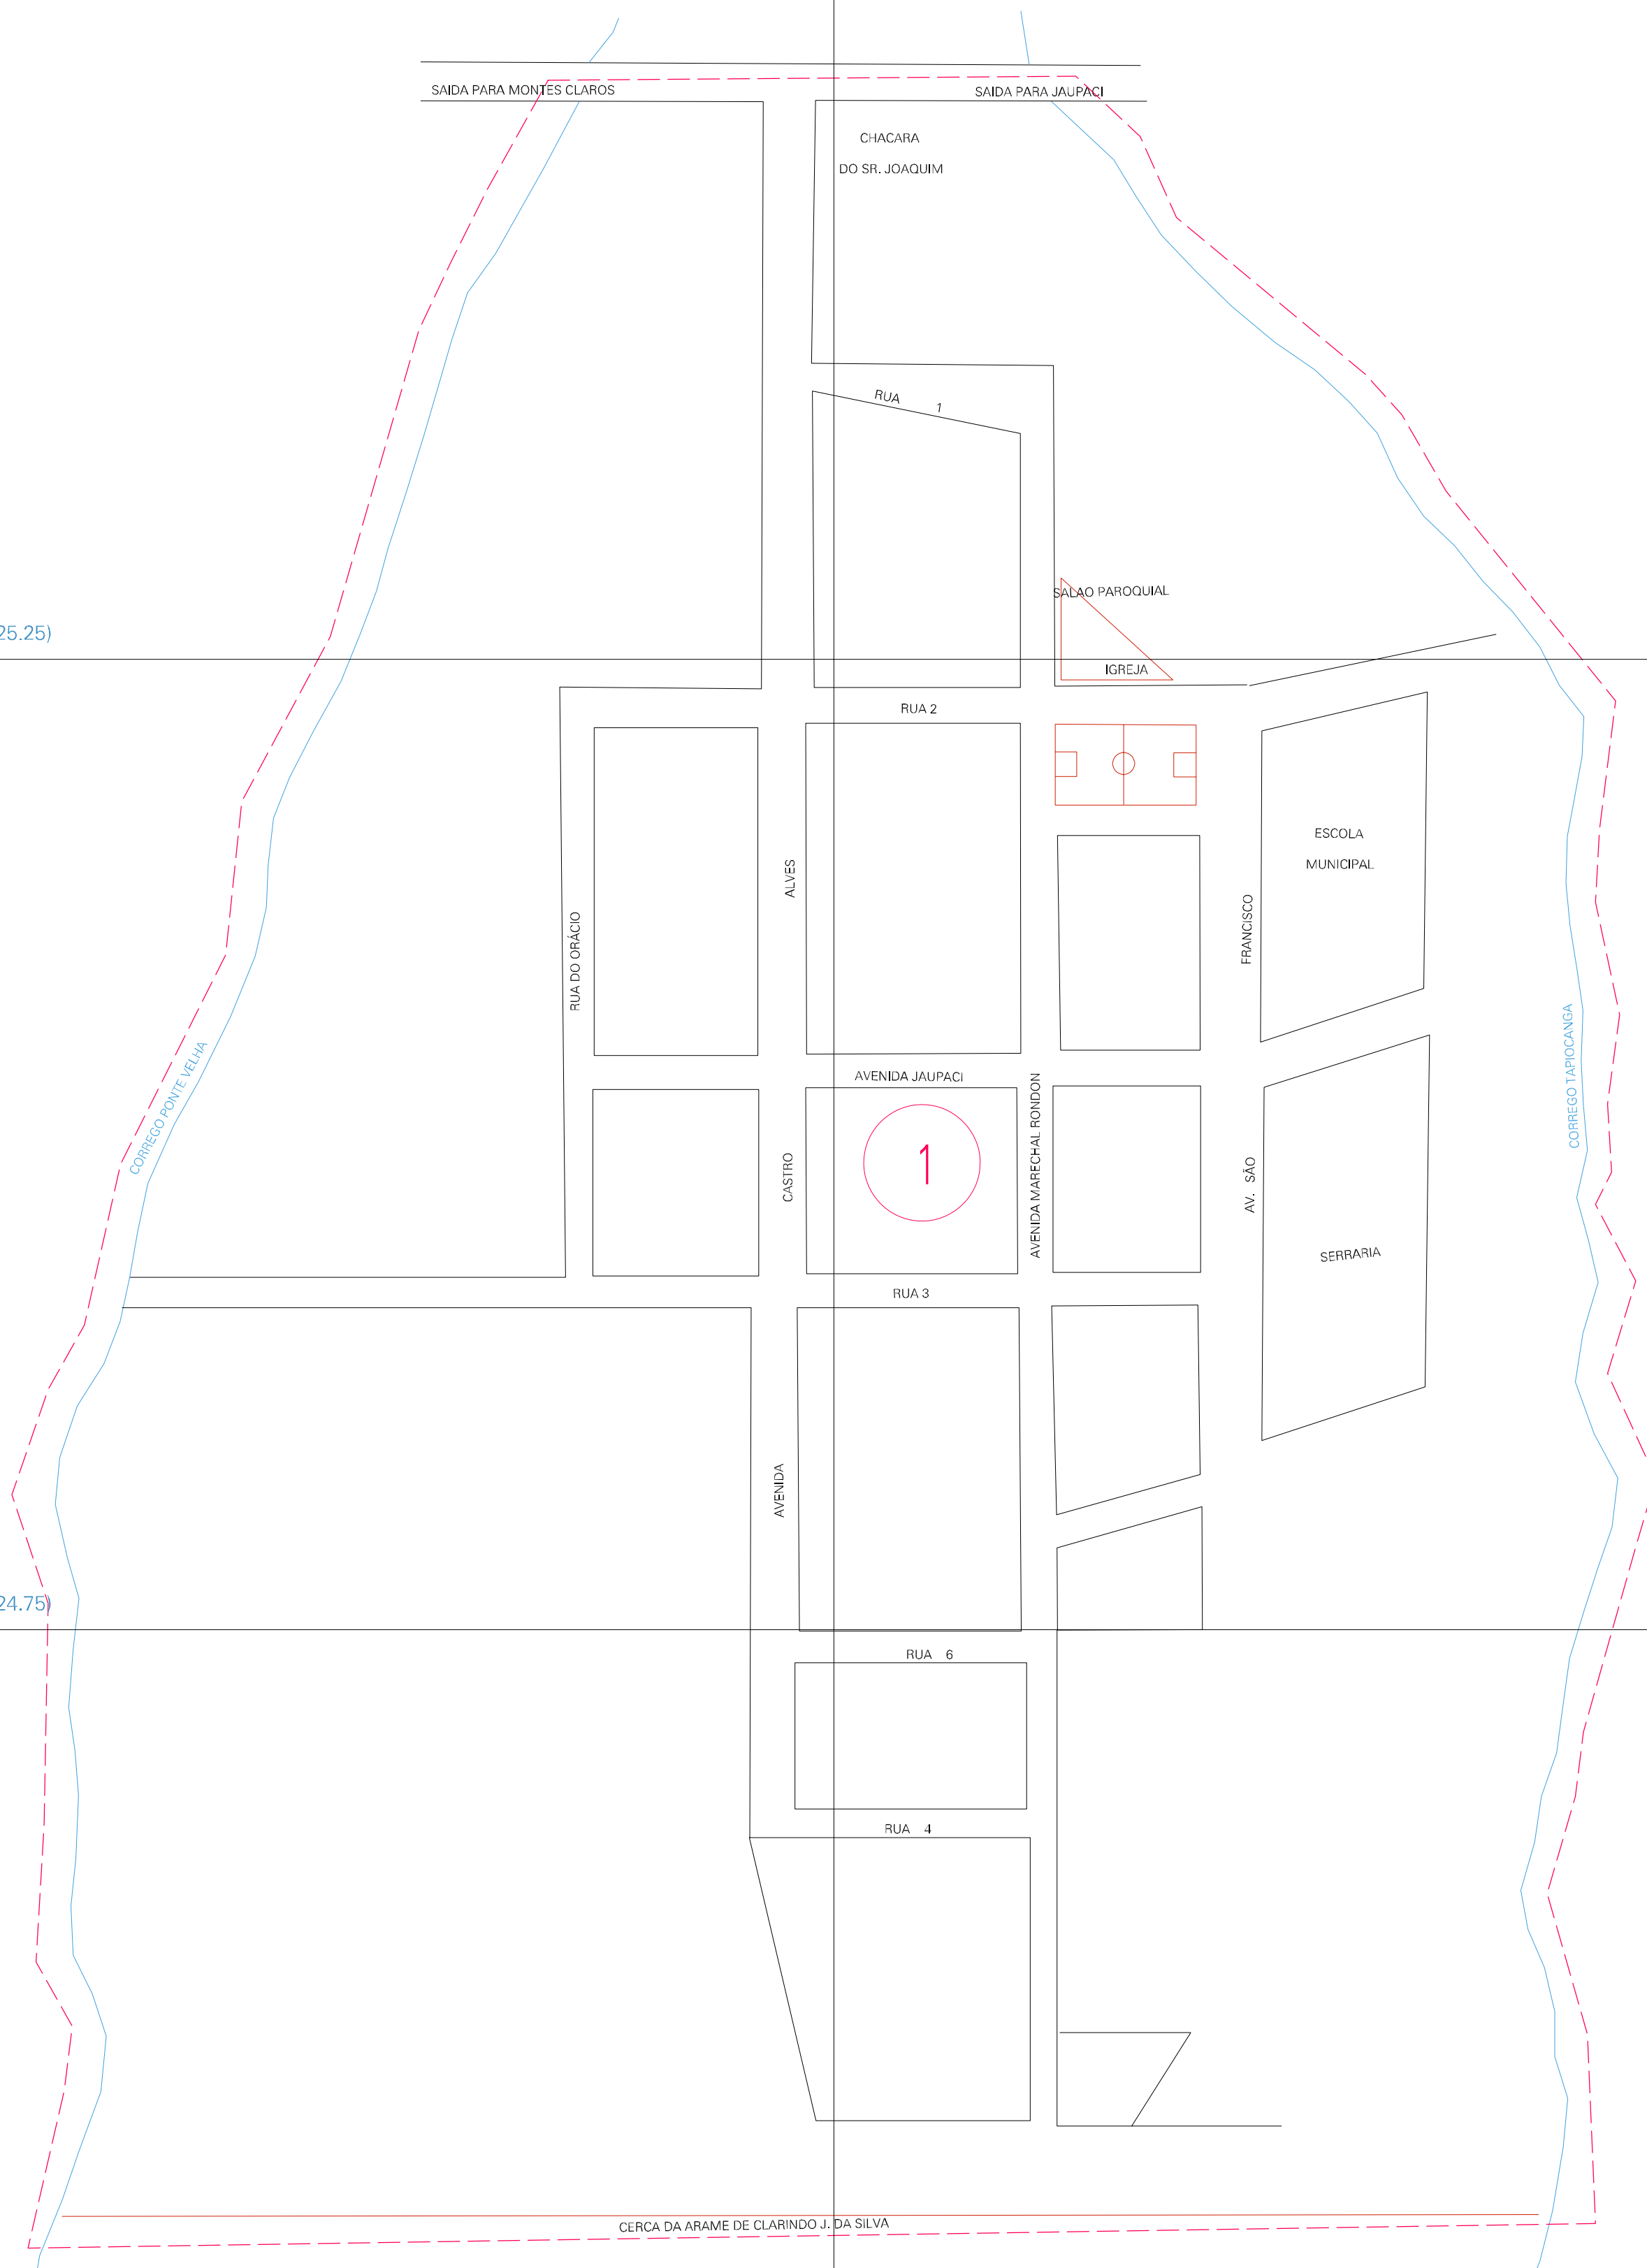 SAIDA PARA MONTES CLAROS
SAIDA PARA JAUPACI
CHACARA
DO SR. JOAQUIM
RUA 1
SALAO PAROQUIAL
25.25)
IGREJA
RUA 2
ESCOLA
MUNICIPAL
ALVES
FRANCISCO
RUA DO ORÁCIO
CORREGO PONTE VELHA
CORREGO TAPIOCANGA
AVENIDA JAUPACI
1
CASTRO
AVENIDA MARECHAL RONDON
AV. SÃO
SERRARIA
RUA 3
AVENIDA
24.75)
RUA 6
RUA 4
CERCA DA ARAME DE CLARINDO J. DA SILVA